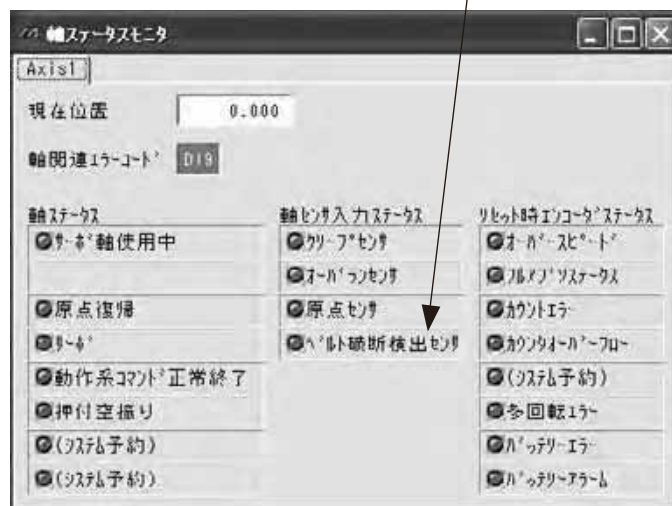 軸ステータスモニタ
Axis1
現在位置 0.000
軸関連エラーコード D19
軸ステータス
サーボ軸使用中
原点復帰
サーボ
動作系コマンド正常終了
押付空振り
(システム予約)
(システム予約)
軸センサ入力ステータス
クリープセンサ
オーバランセンサ
原点センサ
ベルト破断検出センサ
リセット時エンコーダステータス
オーバースピード
フルアブソステータス
カウントエラー
カウンタオーバーフロー
(システム予約)
多回転エラー
バッテリーエラー
バッテリーアラーム